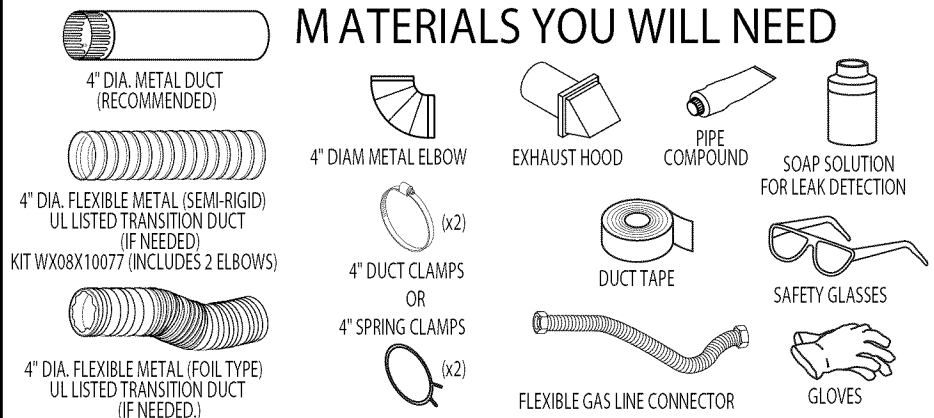 MATERIALS YOU WILL NEED
4" DIA. METAL DUCT
(RECOMMENDED)
4" DIA. FLEXIBLE METAL (SEMI-RIGID)
UL LISTED TRANSITION DUCT
(IF NEEDED)
KIT WX08X10077 (INCLUDES 2 ELBOWS)
4" DIA. FLEXIBLE METAL (FOIL TYPE)
UL LISTED TRANSITION DUCT
(IF NEEDED.)
4" DIAM METAL ELBOW
(x2)
4" DUCT CLAMPS
OR
4" SPRING CLAMPS
(x2)
EXHAUST HOOD
PIPE
COMPOUND
SOAP SOLUTION
FOR LEAK DETECTION
DUCT TAPE
SAFETY GLASSES
FLEXIBLE GAS LINE CONNECTOR
GLOVES